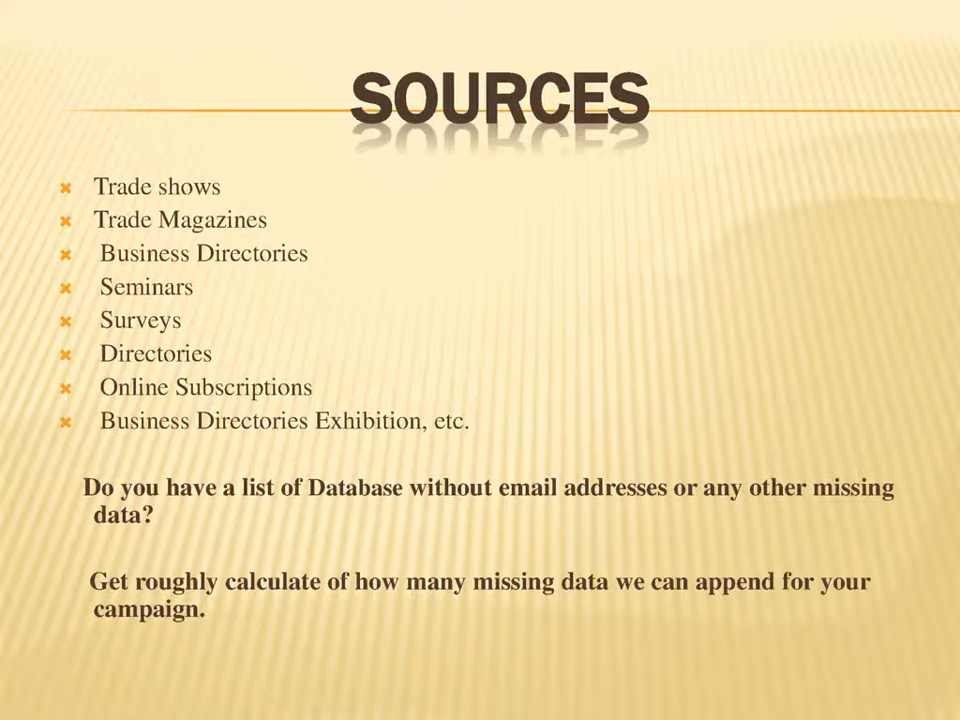 SOURCES
Trade shows
Trade Magazines
Business Directories
Seminars
Surveys
Directories
Online Subscriptions
Business Directories Exhibition, etc.
Do you have a list of Database without email addresses or any other missing
data?
Get roughly calculate of how many missing data we can append for your
campaign.